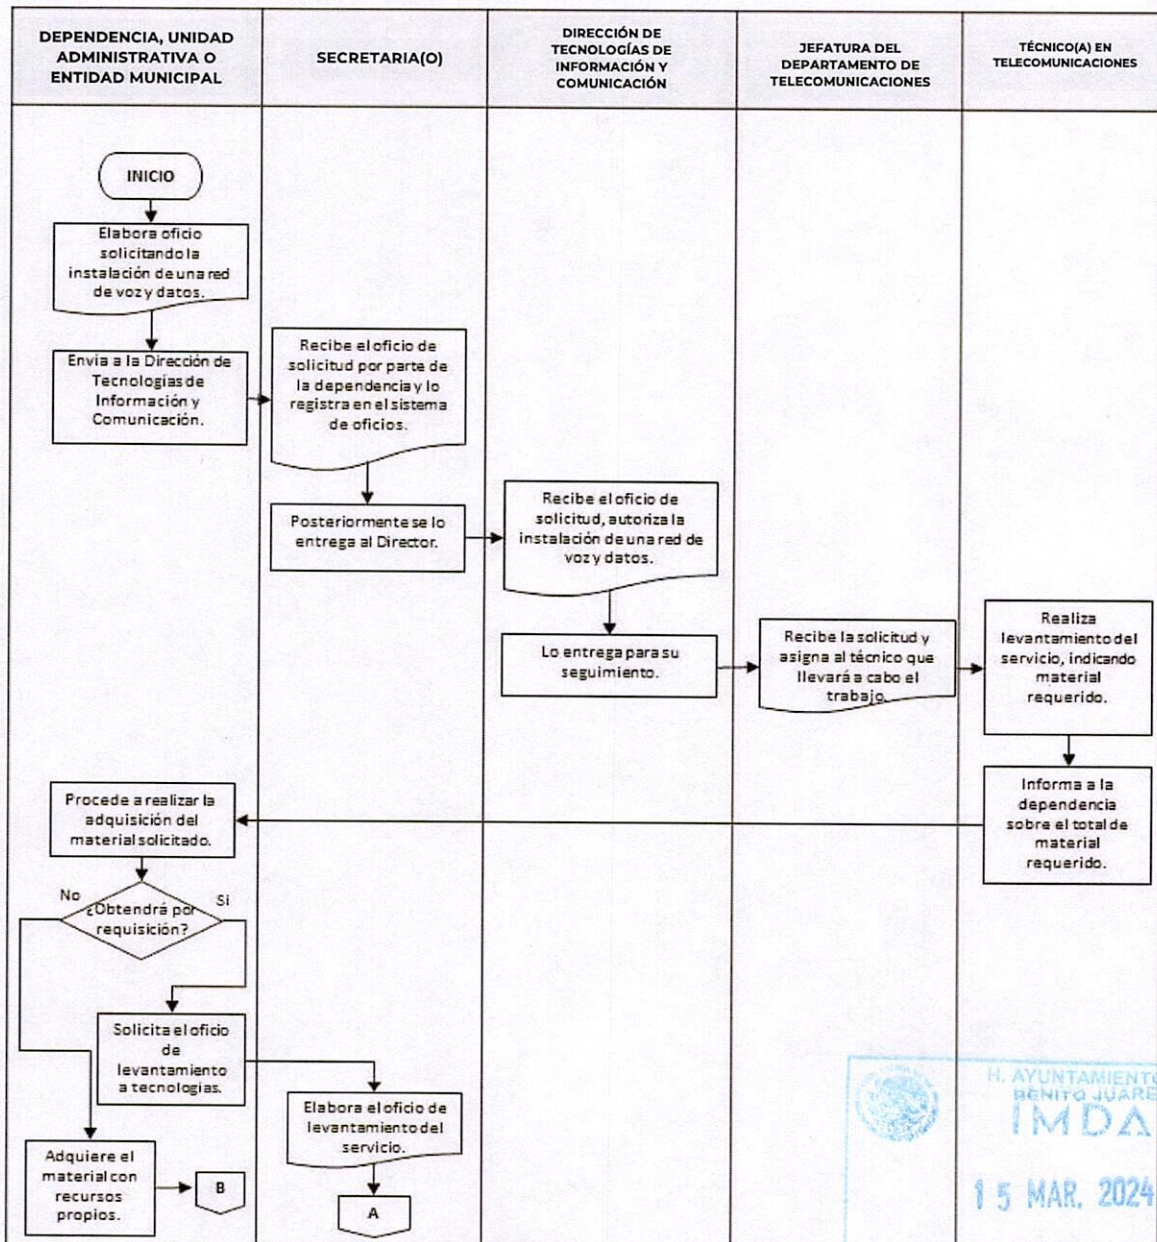 DEPENDENCIA, UNIDAD
ADMINISTRATIVA O
ENTIDAD MUNICIPAL
SECRETARIA(O)
DIRECCIÓN DE
TECNOLOGÍAS DE
INFORMACIÓN Y
COMUNICACIÓN
JEFATURA DEL
DEPARTAMENTO DE
TELECOMUNICACIONES
TÉCNICO(A) EN
TELECOMUNICACIONES
INICIO
Elabora oficio
solicitando la
instalación de una red
de voz y datos.
Envía a la Dirección de
Tecnologías de
Información y
Comunicación.
Recibe el oficio de
solicitud por parte de
la dependencia y lo
registra en el sistema
de oficios.
Posteriormente se lo
entrega al Director.
Recibe el oficio de
solicitud, autoriza la
instalación de una red de
voz y datos.
Lo entrega para su
seguimiento.
Recibe la solicitud y
asigna al técnico que
llevará a cabo el
trabajo.
Realiza
levantamiento del
servicio, indicando
material
requerido.
Informa a la
dependencia
sobre el total de
material
requerido.
Procede a realizar la
adquisición del
material solicitado.
No
¿Obtendrá por
requisición?
Si
Solicita el oficio
de
levantamiento
a tecnologías.
Elabora el oficio de
levantamiento del
servicio.
A
Adquiere el
material con
recursos
propios.
B
H. AYUNTAMIENTO
BENITO JUARE
IMDA
15 MAR. 2024